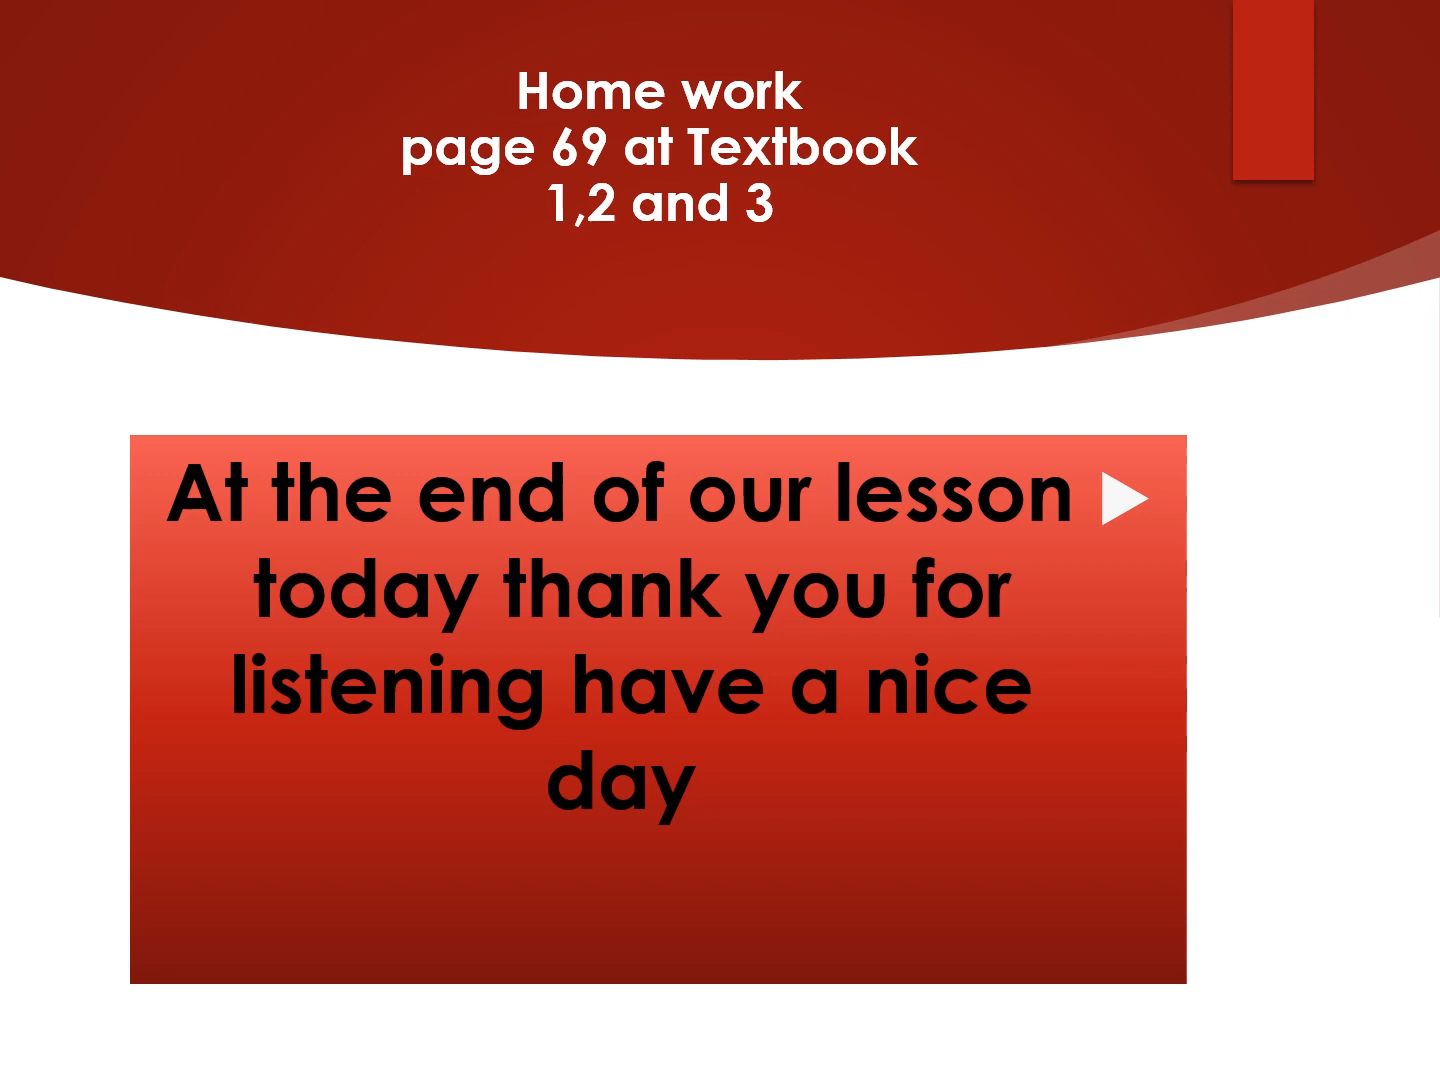 Home work
page 69 at Textbook
1,2 and 3
At the end of our lesson
today thank you for
listening have a nice
day